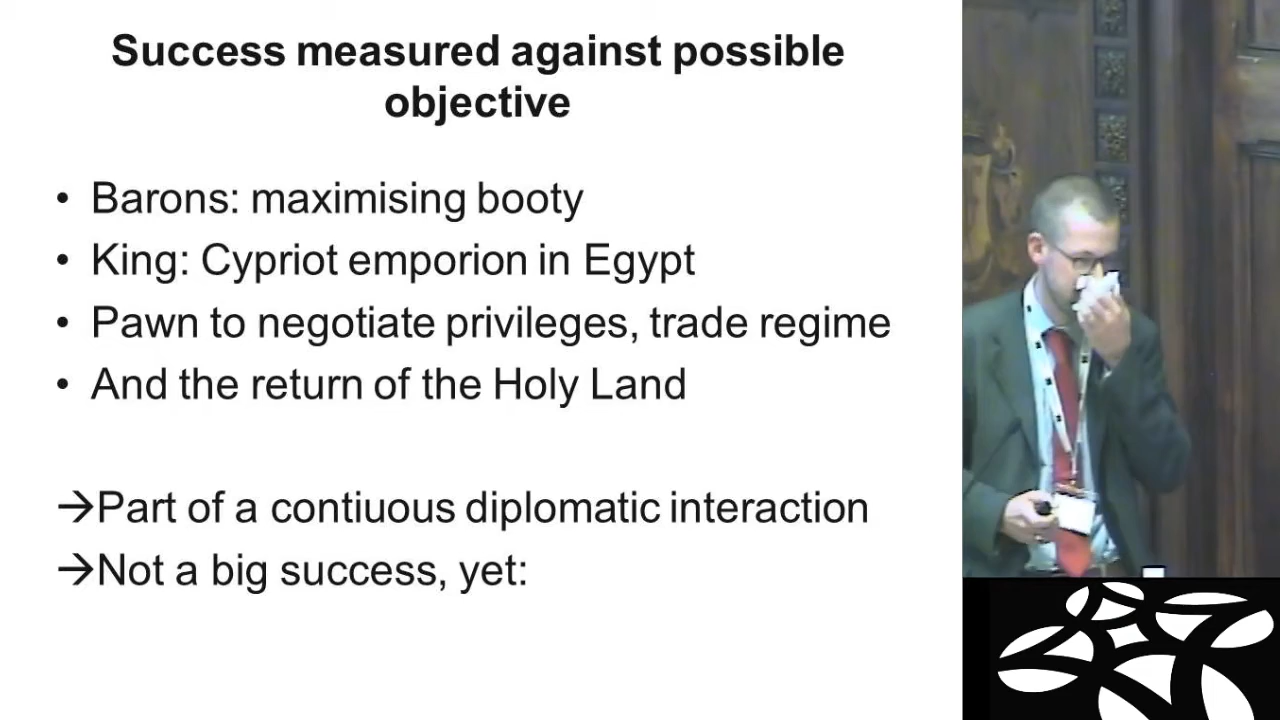 Success measured against possible
objective
• Barons: maximising booty
• King: Cypriot emporion in Egypt
• Pawn to negotiate privileges, trade regime
• And the return of the Holy Land
→Part of a contiuous diplomatic interaction
→Not a big success, yet: